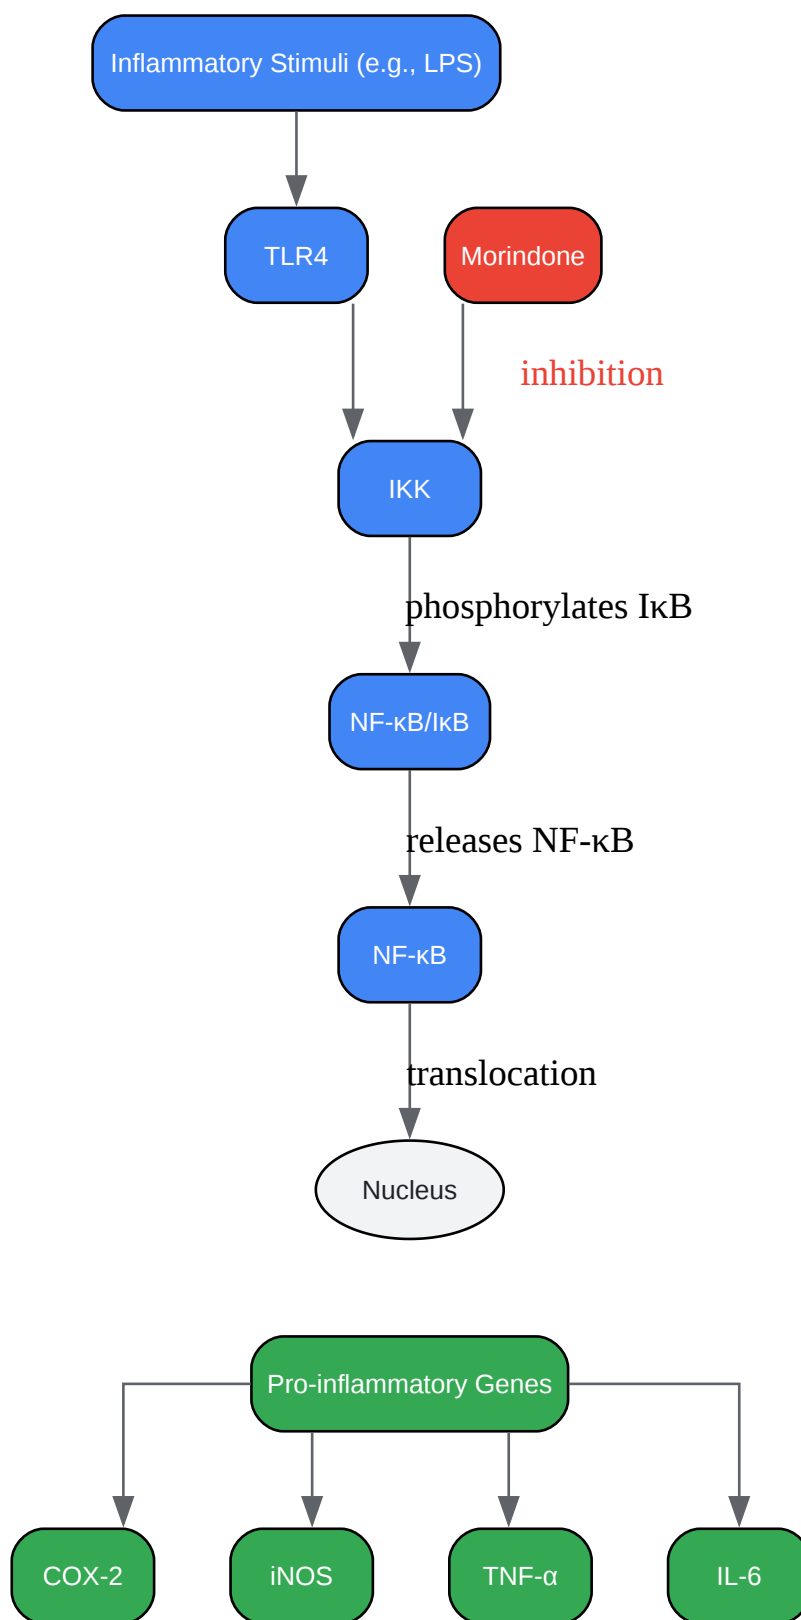 Inflammatory Stimuli (e.g., LPS)
TLR4
Morindone
inhibition
IKK
phosphorylates IκB
NF-κB/IκB
releases NF-κB
NF-κB
translocation
Nucleus
Pro-inflammatory Genes
COX-2
iNOS
TNF-α
IL-6